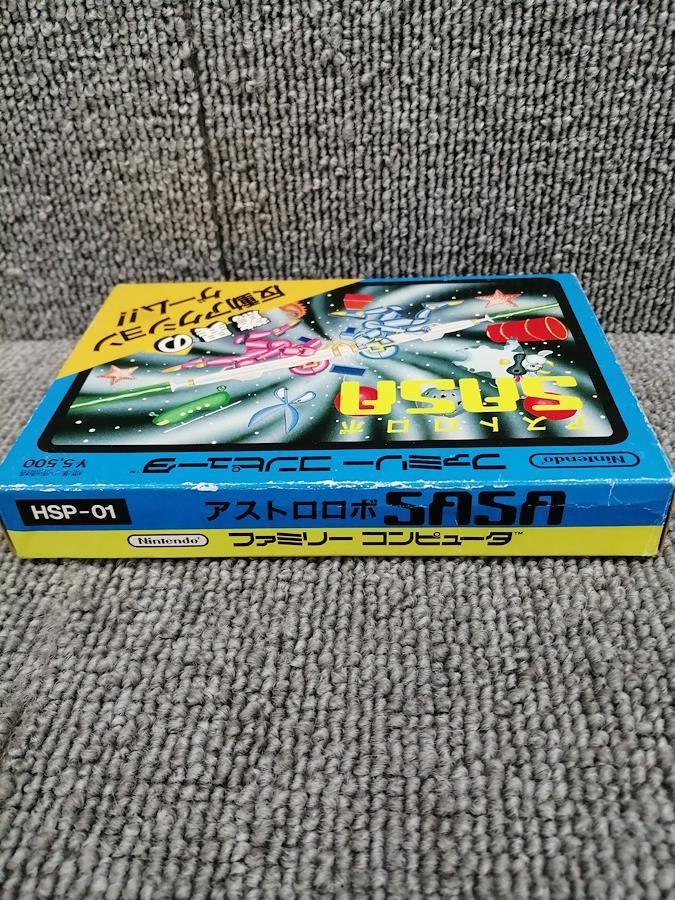 驚異の
反動アクション
ゲーム!!
アストロロボ
SASA
Nintendo
ファミリー コンピュータ
¥5,500
HSP-01
アストロロボ SASA
Nintendo®
ファミリー コンピュータ™